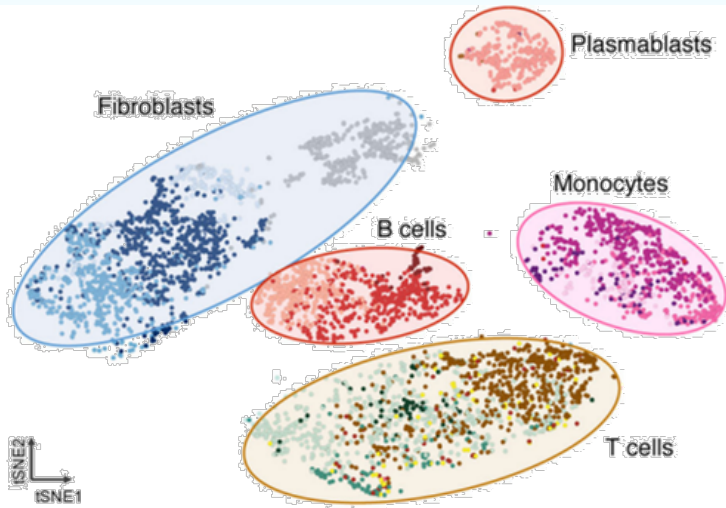 Plasmablasts
Fibroblasts
Monocytes
B cells
T cells
tSNE2
tSNE1